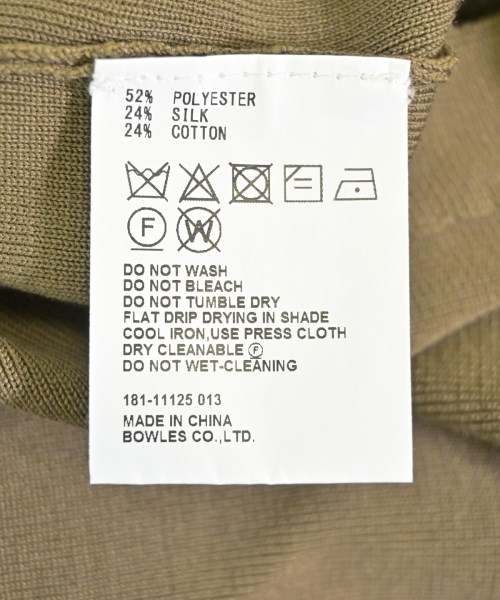 52% POLYESTER
24% SILK
24% COTTON
F W
DO NOT WASH
DO NOT BLEACH
DO NOT TUMBLE DRY
FLAT DRIP DRYING IN SHADE
COOL IRON,USE PRESS CLOTH
DRY CLEANABLE Ⓕ
DO NOT WET-CLEANING
181-11125 013
MADE IN CHINA
BOWLES CO.,LTD.